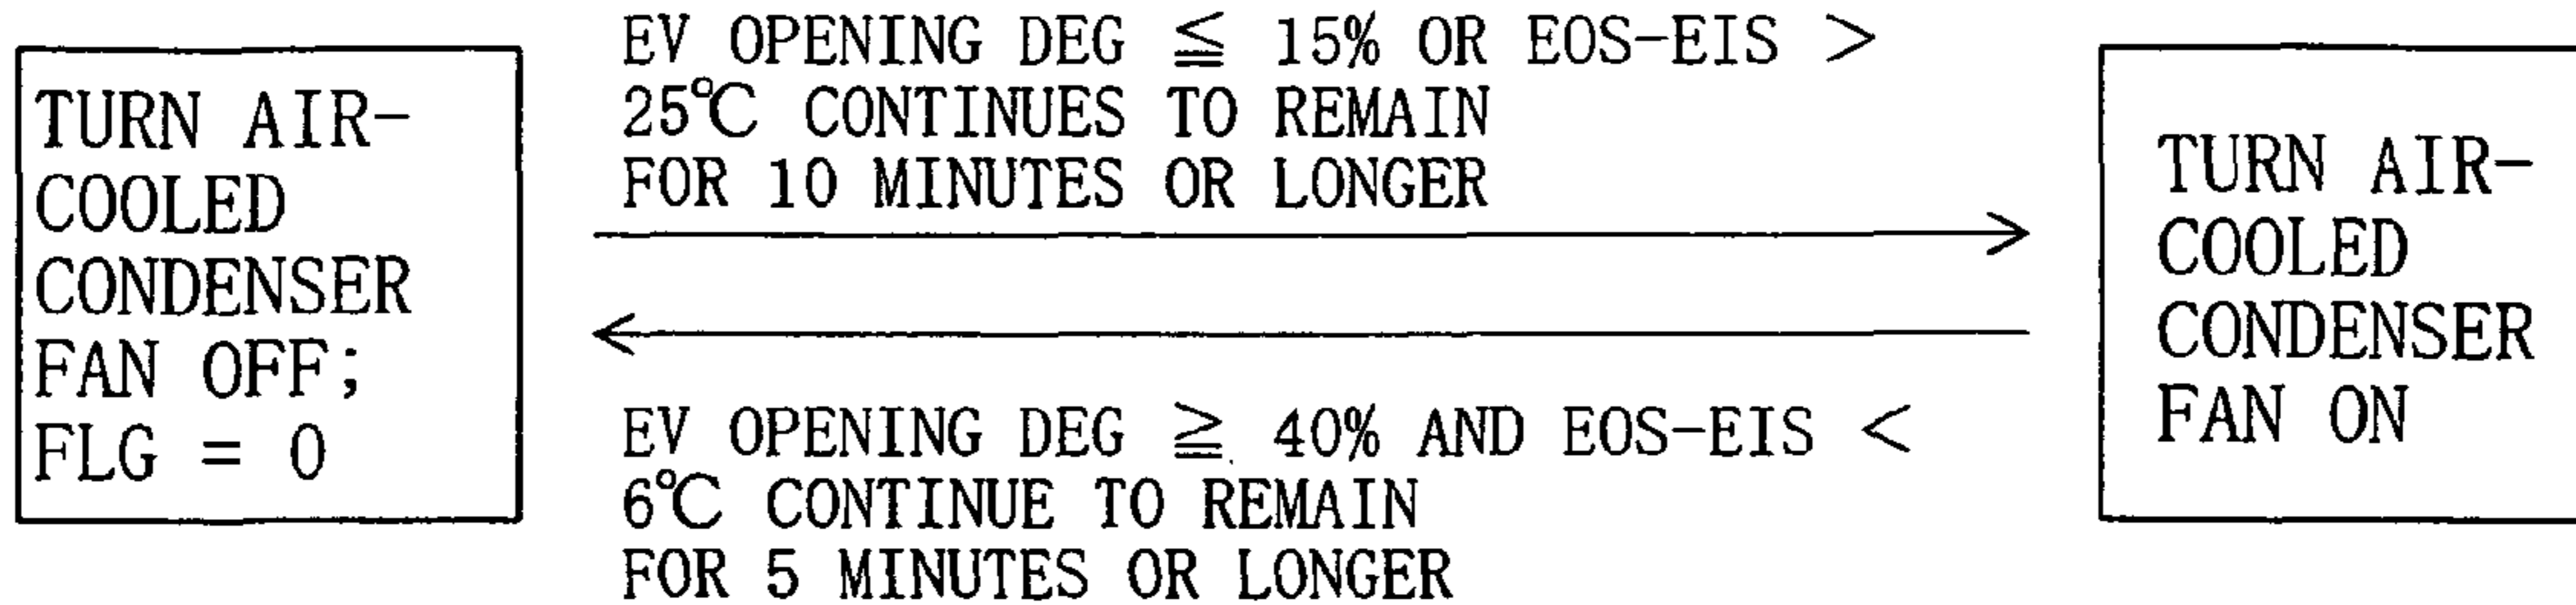 TURN AIR-
COOLED
CONDENSER
FAN OFF;
FLG = 0
EV OPENING DEG ≦ 15% OR EOS-EIS >
25℃ CONTINUES TO REMAIN
FOR 10 MINUTES OR LONGER
EV OPENING DEG ≧ 40% AND EOS-EIS <
6℃ CONTINUE TO REMAIN
FOR 5 MINUTES OR LONGER
TURN AIR-
COOLED
CONDENSER
FAN ON